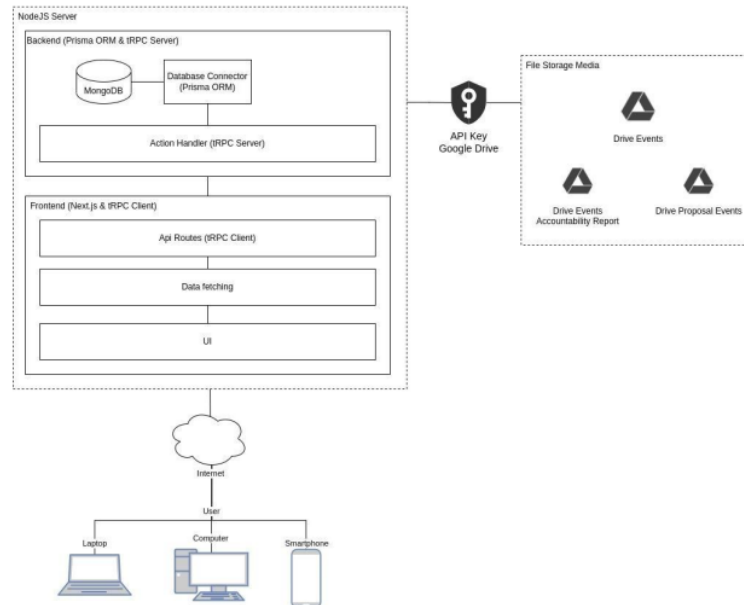 NodeJS Server
Backend (Prisma ORM & tRPC Server)
MongoDB
Database Connector
(Prisma ORM)
Action Handler (tRPC Server)
Frontend (Next.js & tRPC Client)
Api Routes (tRPC Client)
Data fetching
UI
API Key
Google Drive
File Storage Media
Drive Events
Drive Events
Accountability Report
Drive Proposal Events
Internet
User
Laptop
Computer
Smartphone